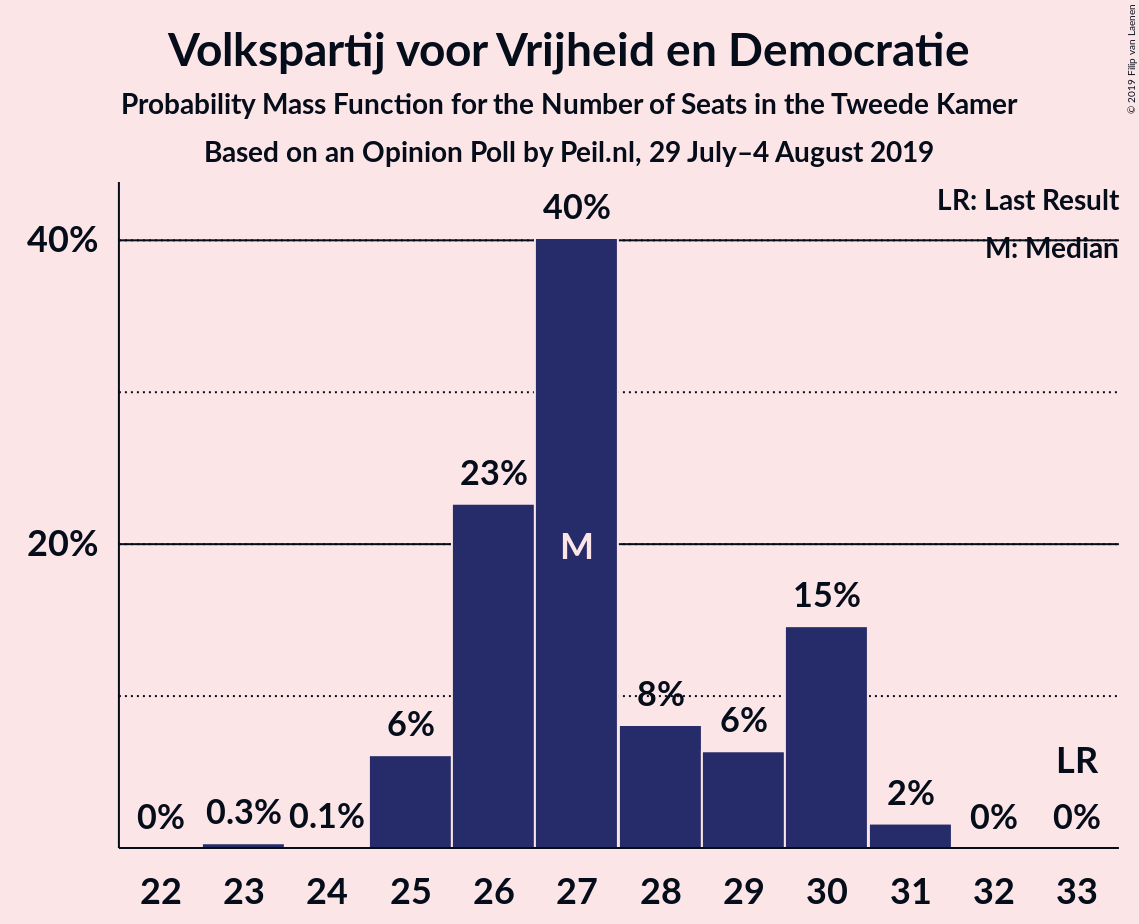 Volkspartij voor Vrijheid en Democratie
Probability Mass Function for the Number of Seats in the Tweede Kamer
Based on an Opinion Poll by Peil.nl, 29 July–4 August 2019
© 2019 Filip van Laenen
LR: Last Result
M: Median
40%
20%
0%
0.3%
0.1%
6%
23%
40%
M
8%
6%
15%
2%
0%
LR
0%
22 23 24 25 26 27 28 29 30 31 32 33